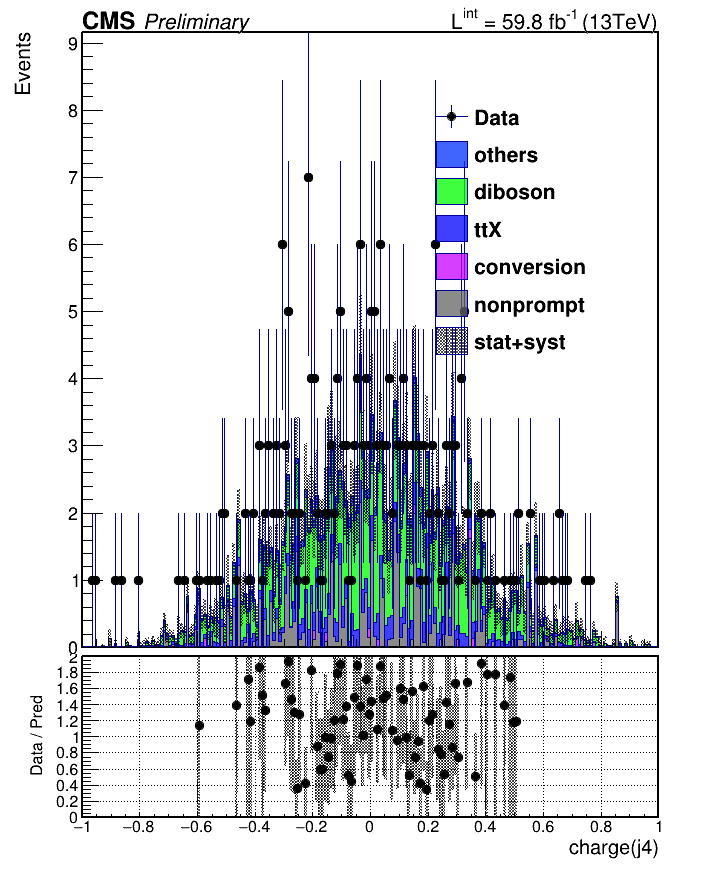 CMS Preliminary L^int = 59.8 fb^-1 (13TeV)
Events
9
8
7
6
5
4
3
2
1
0
Data
others
diboson
ttX
conversion
nonprompt
stat+syst
Data / Pred
2
1.8
1.6
1.4
1.2
1
0.8
0.6
0.4
0.2
0
−1 −0.8 −0.6 −0.4 −0.2 0 0.2 0.4 0.6 0.8 1
charge(j4)